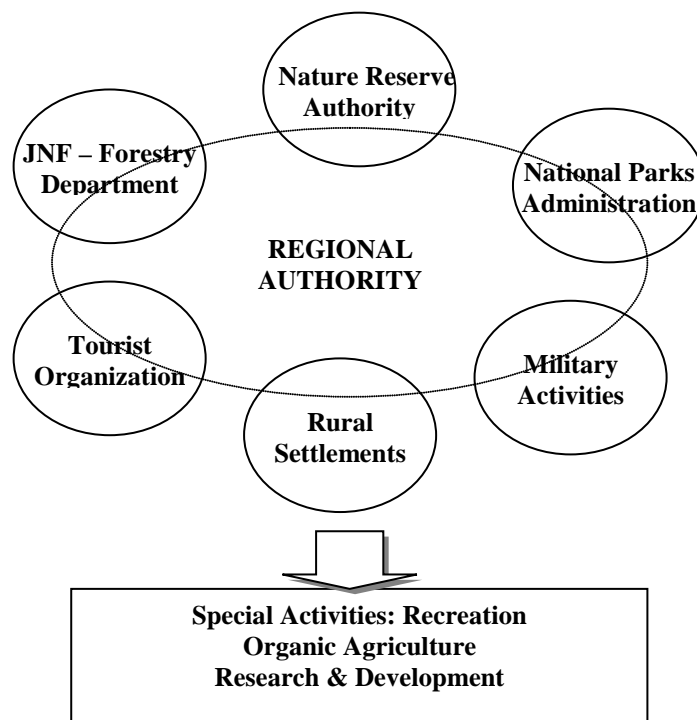 Nature Reserve
Authority
JNF – Forestry
Department
National Parks
Administration
REGIONAL
AUTHORITY
Tourist
Organization
Military
Activities
Rural
Settlements
Special Activities: Recreation
Organic Agriculture
Research & Development